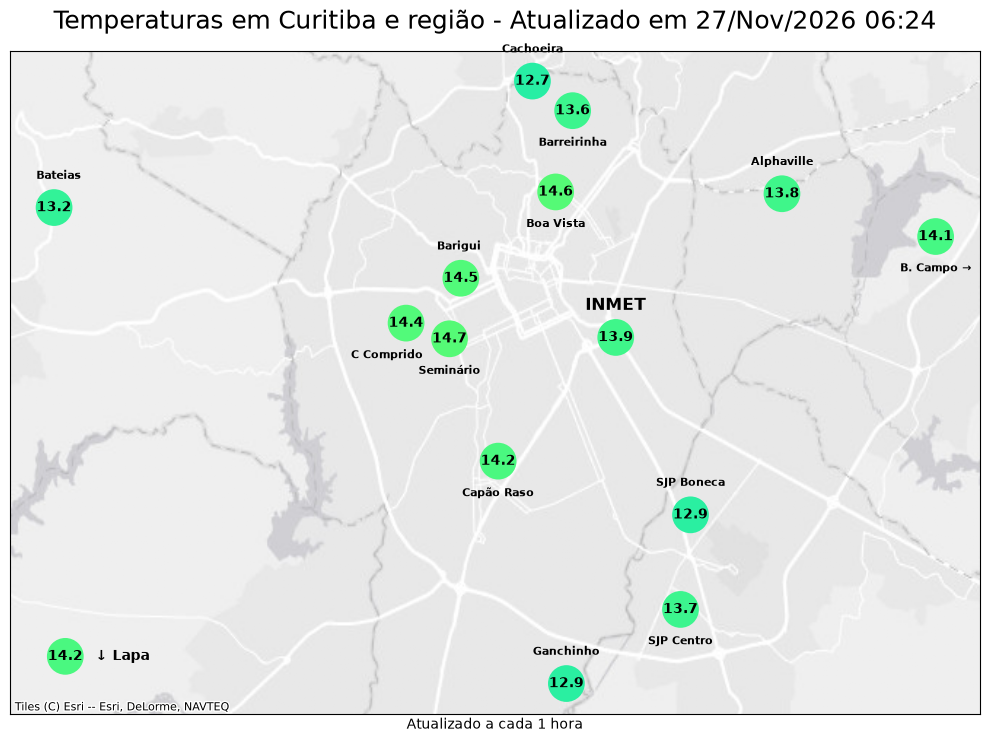 Temperaturas em Curitiba e região - Atualizado em 27/Nov/2026 06:24
Cachoeira
12.7
13.6
Barreirinha
Alphaville
13.8
Bateias
13.2
14.6
Boa Vista
14.1
B. Campo →
Barigui
14.5
INMET
13.9
14.4
C Comprido
14.7
Seminário
14.2
Capão Raso
SJP Boneca
12.9
13.7
SJP Centro
14.2 ↓ Lapa
Ganchinho
12.9
Tiles (C) Esri -- Esri, DeLorme, NAVTEQ
Atualizado a cada 1 hora